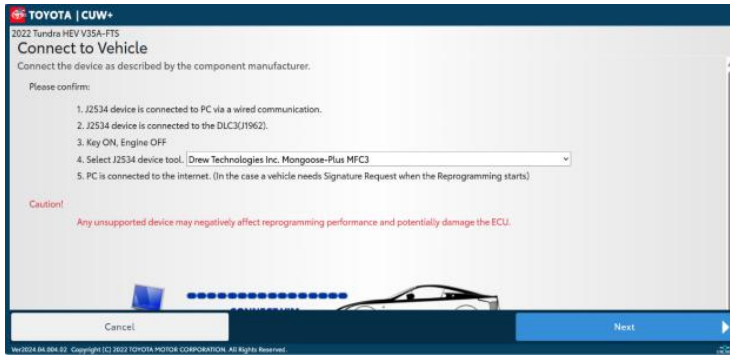 TOYOTA | CUW+
2022 Tundra HEV V35A-FTS
Connect to Vehicle
Connect the device as described by the component manufacturer.
Please confirm:
1. J2534 device is connected to PC via a wired communication.
2. J2534 device is connected to the DLC3(J1962).
3. Key ON, Engine OFF
4. Select J2534 device tool. Drew Technologies Inc. Mongoose-Plus MFC3
5. PC is connected to the internet. (In the case a vehicle needs Signature Request when the Reprogramming starts)
Caution!
Any unsupported device may negatively affect reprogramming performance and potentially damage the ECU.
Cancel
Next
Ver2024.04.004.02 Copyright (C) 2022 TOYOTA MOTOR CORPORATION. All Rights Reserved.